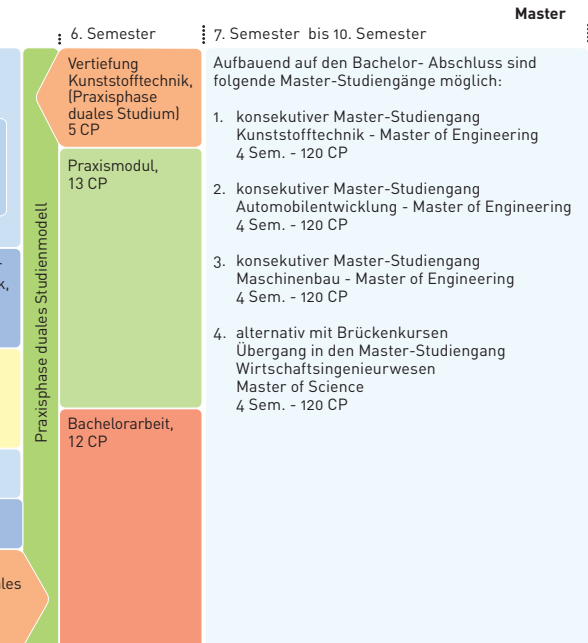 Master
6. Semester
7. Semester bis 10. Semester
k,
ales
Praxisphase duales Studienmodell
Vertiefung
Kunststofftechnik,
(Praxisphase
duales Studium)
5 CP
Praxismodul,
13 CP
Bachelorarbeit,
12 CP
Aufbauend auf den Bachelor- Abschluss sind
folgende Master-Studiengänge möglich:
1. konsekutiver Master-Studiengang
Kunststofftechnik - Master of Engineering
4 Sem. - 120 CP
2. konsekutiver Master-Studiengang
Automobilentwicklung - Master of Engineering
4 Sem. - 120 CP
3. konsekutiver Master-Studiengang
Maschinenbau - Master of Engineering
4 Sem. - 120 CP
4. alternativ mit Brückenkursen
Übergang in den Master-Studiengang
Wirtschaftsingenieurwesen
Master of Science
4 Sem. - 120 CP